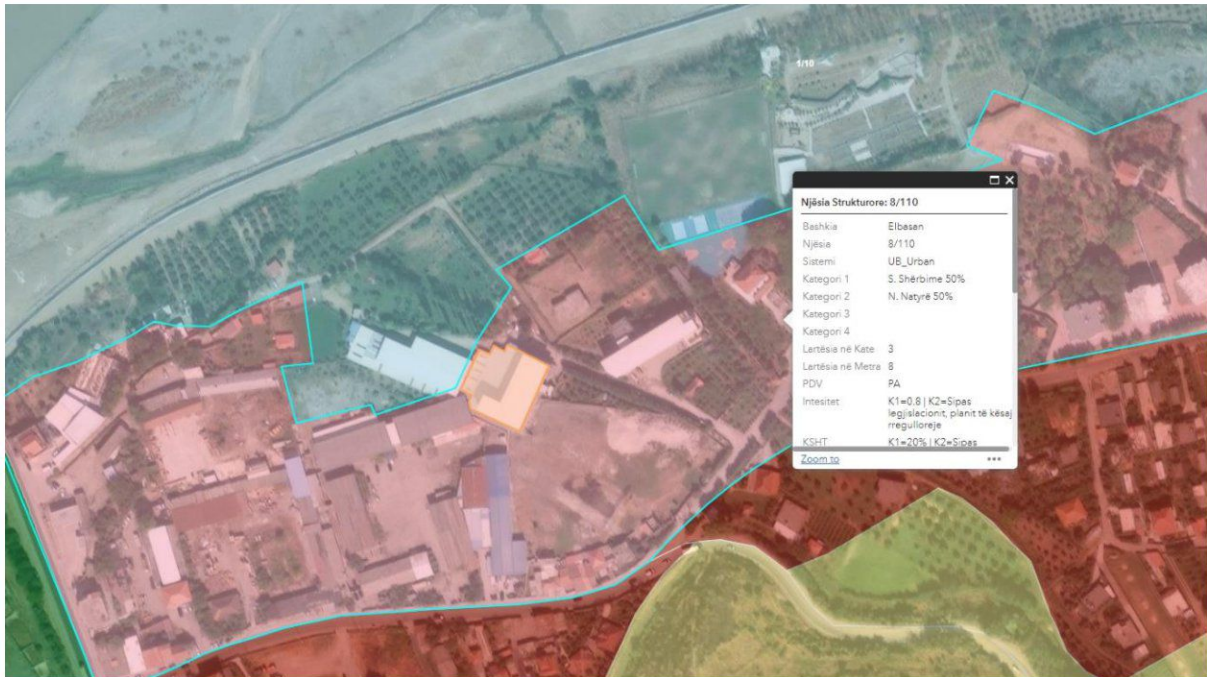 1/10
Njësia Strukturore: 8/110
Bashkia Elbasan
Njësia 8/110
Sistemi UB_Urban
Kategori 1 S. Shërbime 50%
Kategori 2 N. Natyrë 50%
Kategori 3
Kategori 4
Lartësia në Kate 3
Lartësia në Metra 8
PDV PA
Intesitet K1=0.8 | K2=Sipas
legjislacionit, planit të kësaj
rregulloreje
KSHT K1=20% | K2=Sipas
Zoom to